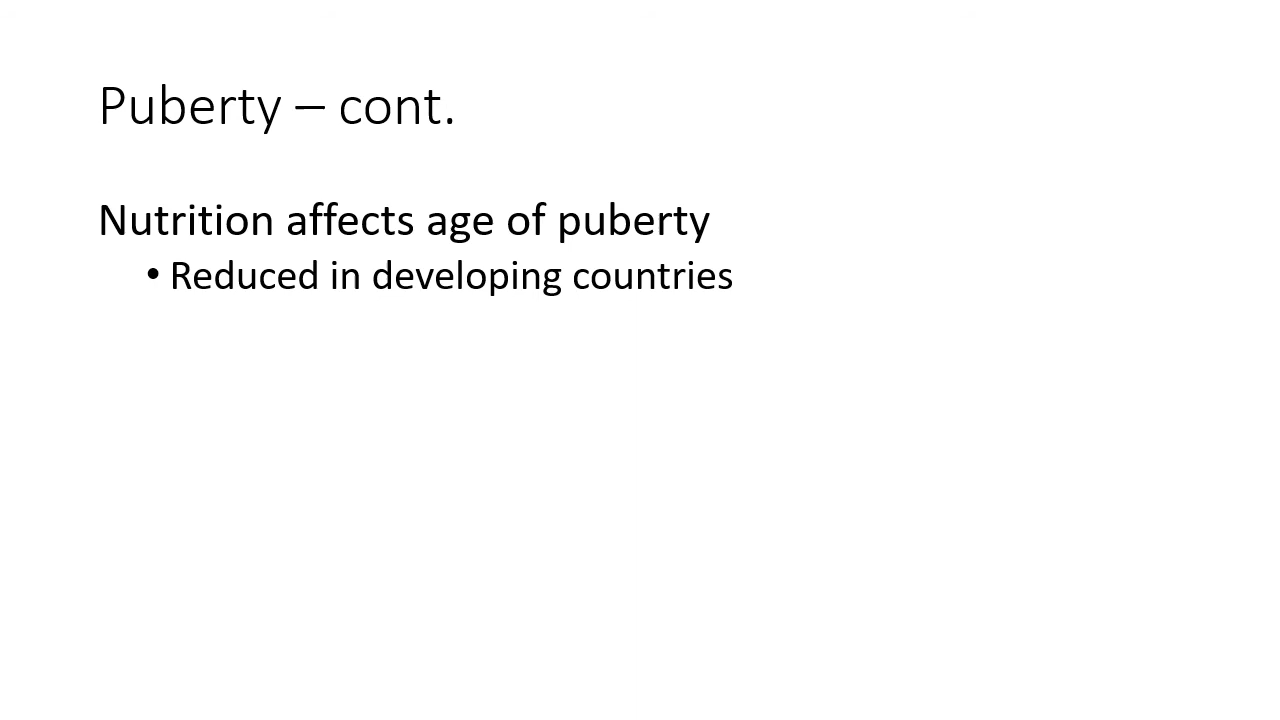 Puberty – cont.
Nutrition affects age of puberty
• Reduced in developing countries